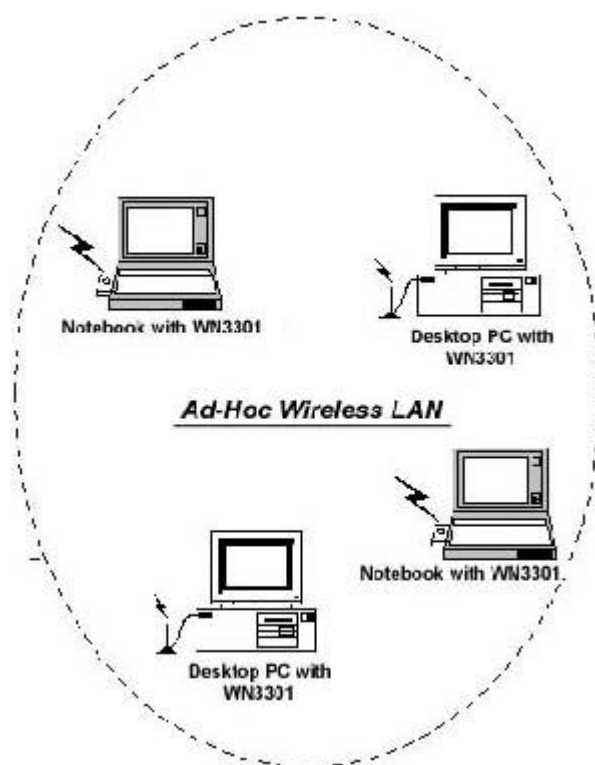 Notebook with WN3301
Desktop PC with
WN3301
Ad-Hoc Wireless LAN
Notebook with WN3301
Desktop PC with
WN3301